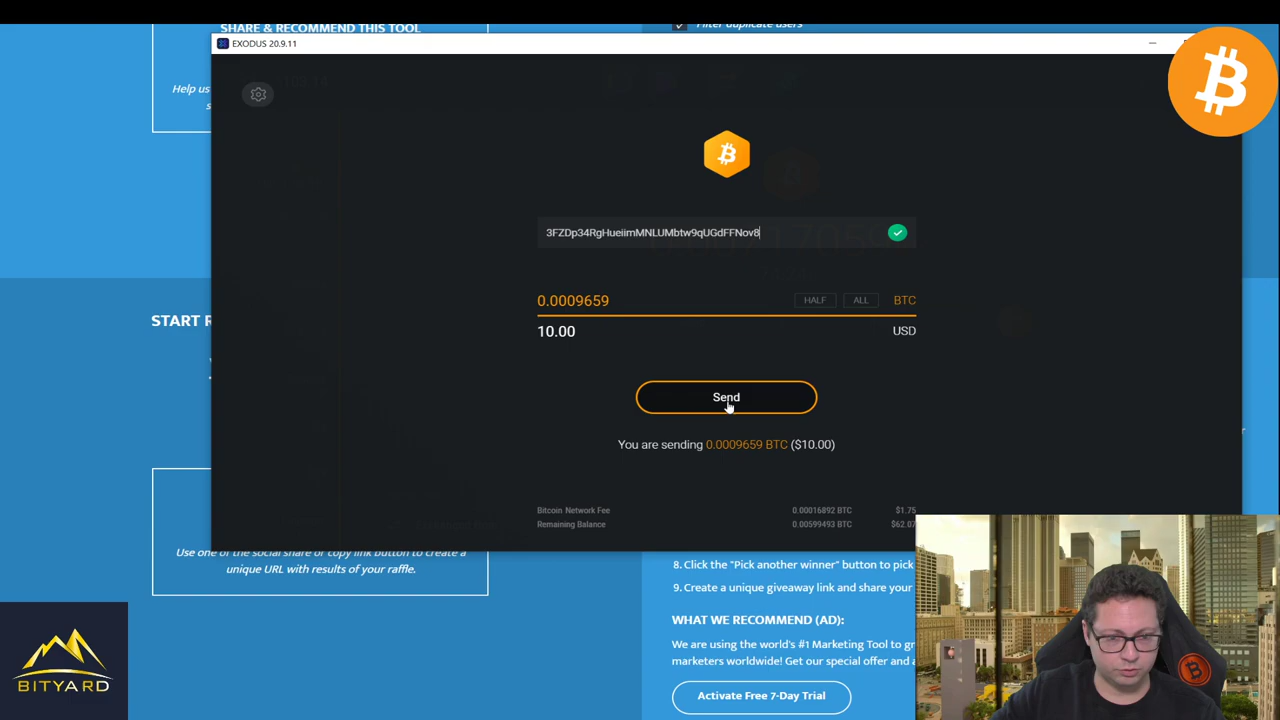 SHARE & RECOMMEND THIS TOOL
Filter duplicate users
EXODUS 20.9.11
Help us
3FZDp34RgHueiimMNLUMbtw9qUGdFFNov8
0.0009659
HALF
ALL
BTC
10.00
USD
START
Send
You are sending 0.0009659 BTC ($10.00)
Bitcoin Network Fee 0.00016892 BTC $1.75
Remaining Balance 0.00599493 BTC $62.07
Use one of the social share or copy link button to create a
unique URL with results of your raffle.
8. Click the "Pick another winner" button to pick
9. Create a unique giveaway link and share your
WHAT WE RECOMMEND (AD):
We are using the world's #1 Marketing Tool to
marketers worldwide! Get our special offer and
Activate Free 7-Day Trial
BITYARD